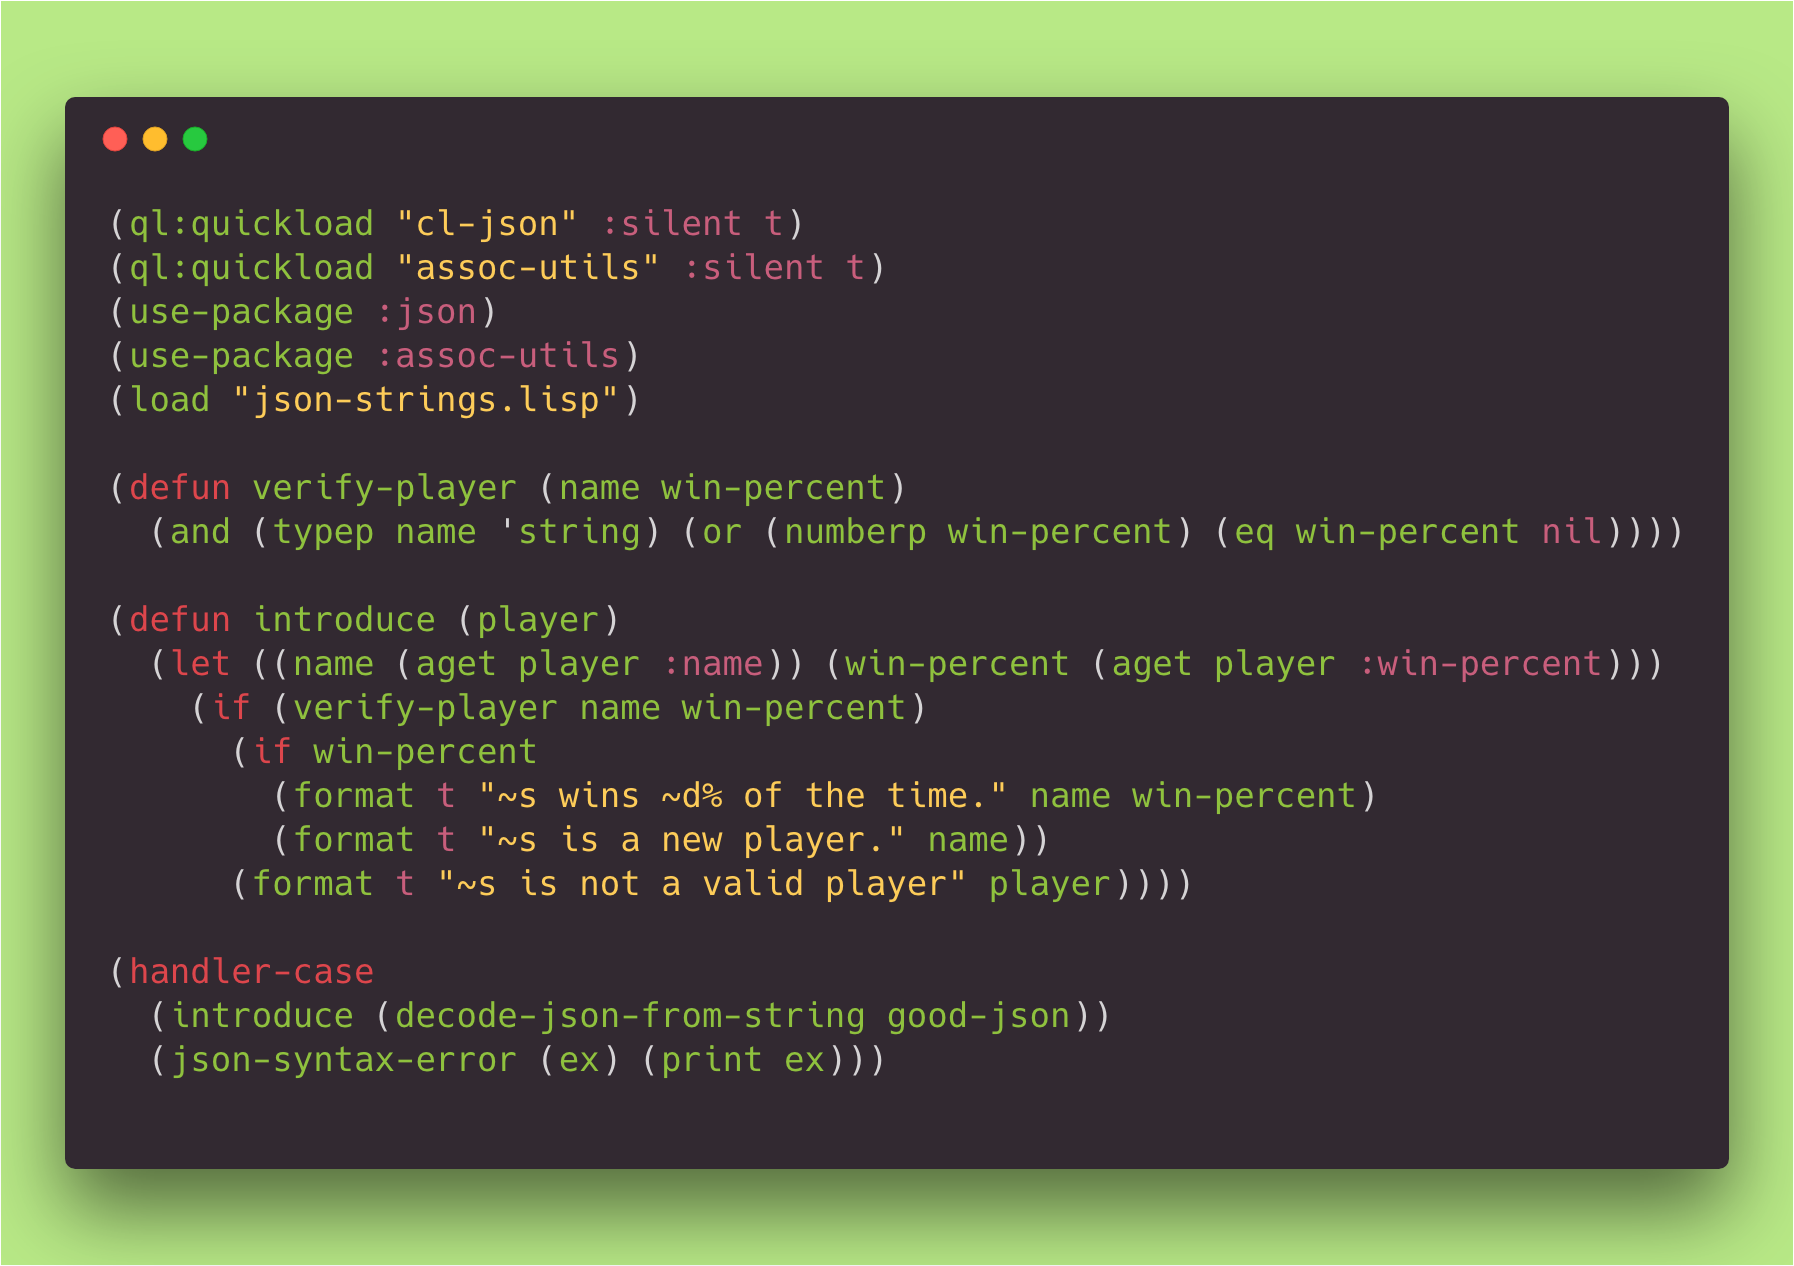 (ql:quickload "cl-json" :silent t)
(ql:quickload "assoc-utils" :silent t)
(use-package :json)
(use-package :assoc-utils)
(load "json-strings.lisp")

(defun verify-player (name win-percent)
  (and (typep name 'string) (or (numberp win-percent) (eq win-percent nil))))

(defun introduce (player)
  (let ((name (aget player :name)) (win-percent (aget player :win-percent)))
    (if (verify-player name win-percent)
      (if win-percent
        (format t "~s wins ~d% of the time." name win-percent)
        (format t "~s is a new player." name))
      (format t "~s is not a valid player" player))))

(handler-case
  (introduce (decode-json-from-string good-json))
  (json-syntax-error (ex) (print ex)))